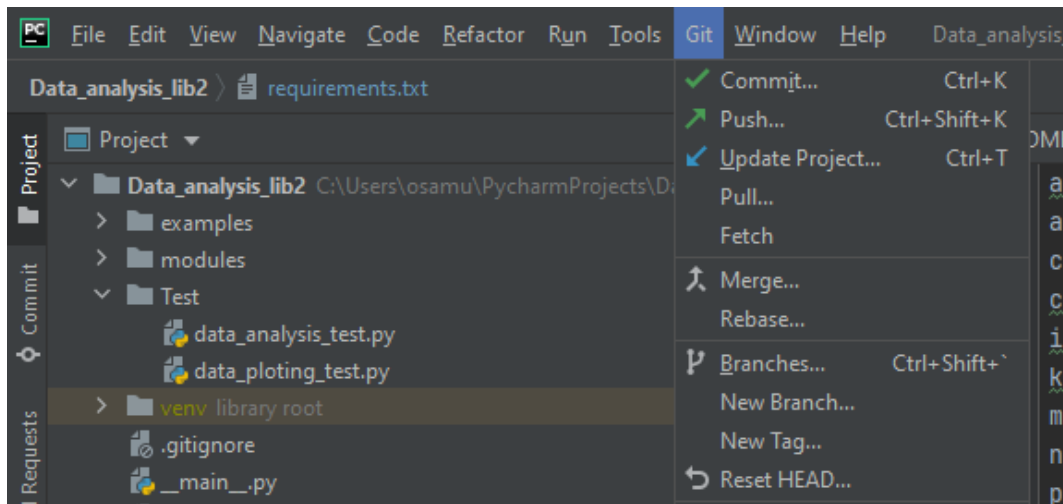 PC File Edit View Navigate Code Refactor Run Tools Git Window Help Data_analysis
Data_analysis_lib2 requirements.txt
Project
Data_analysis_lib2 C:\Users\osamu\PycharmProjects\Da
examples
modules
Test
data_analysis_test.py
data_ploting_test.py
venv library root
.gitignore
__main__.py
Project
Commit
Requests
Commit... Ctrl+K
Push... Ctrl+Shift+K
Update Project... Ctrl+T
Pull...
Fetch
Merge...
Rebase...
Branches... Ctrl+Shift+`
New Branch...
New Tag...
Reset HEAD...
a
a
c
c
i
k
m
n
p